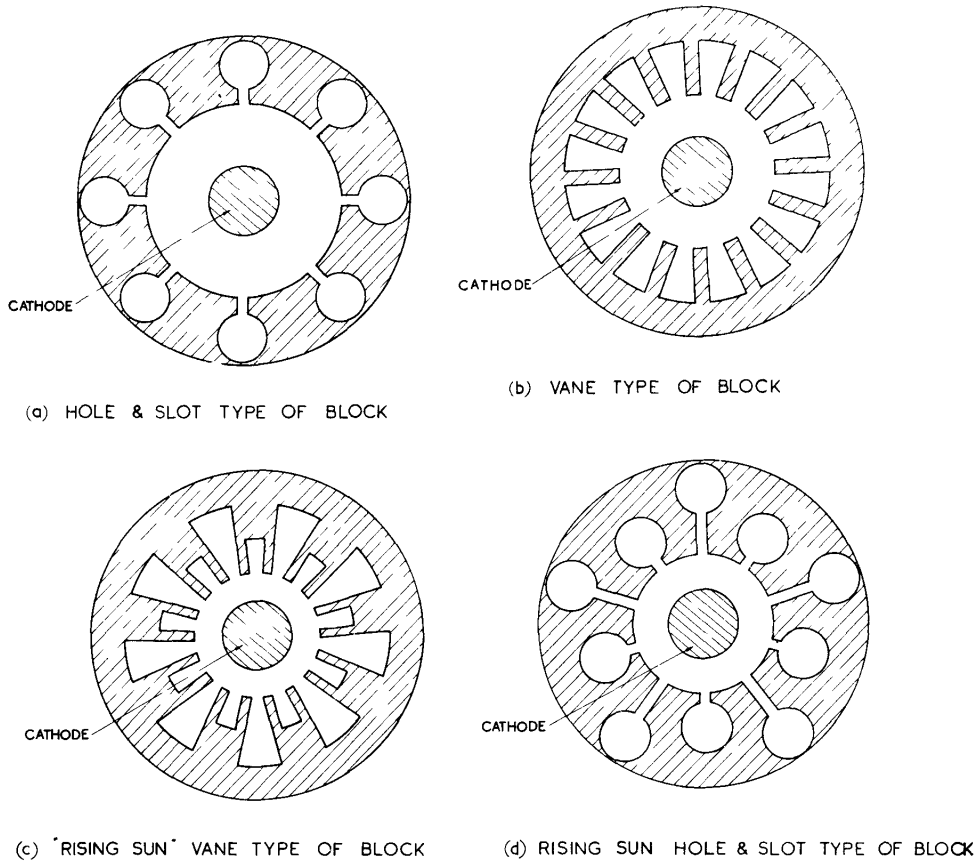 CATHODE
(a) HOLE & SLOT TYPE OF BLOCK
CATHODE
(b) VANE TYPE OF BLOCK
CATHODE
(c) "RISING SUN" VANE TYPE OF BLOCK
CATHODE
(d) RISING SUN HOLE & SLOT TYPE OF BLOCK